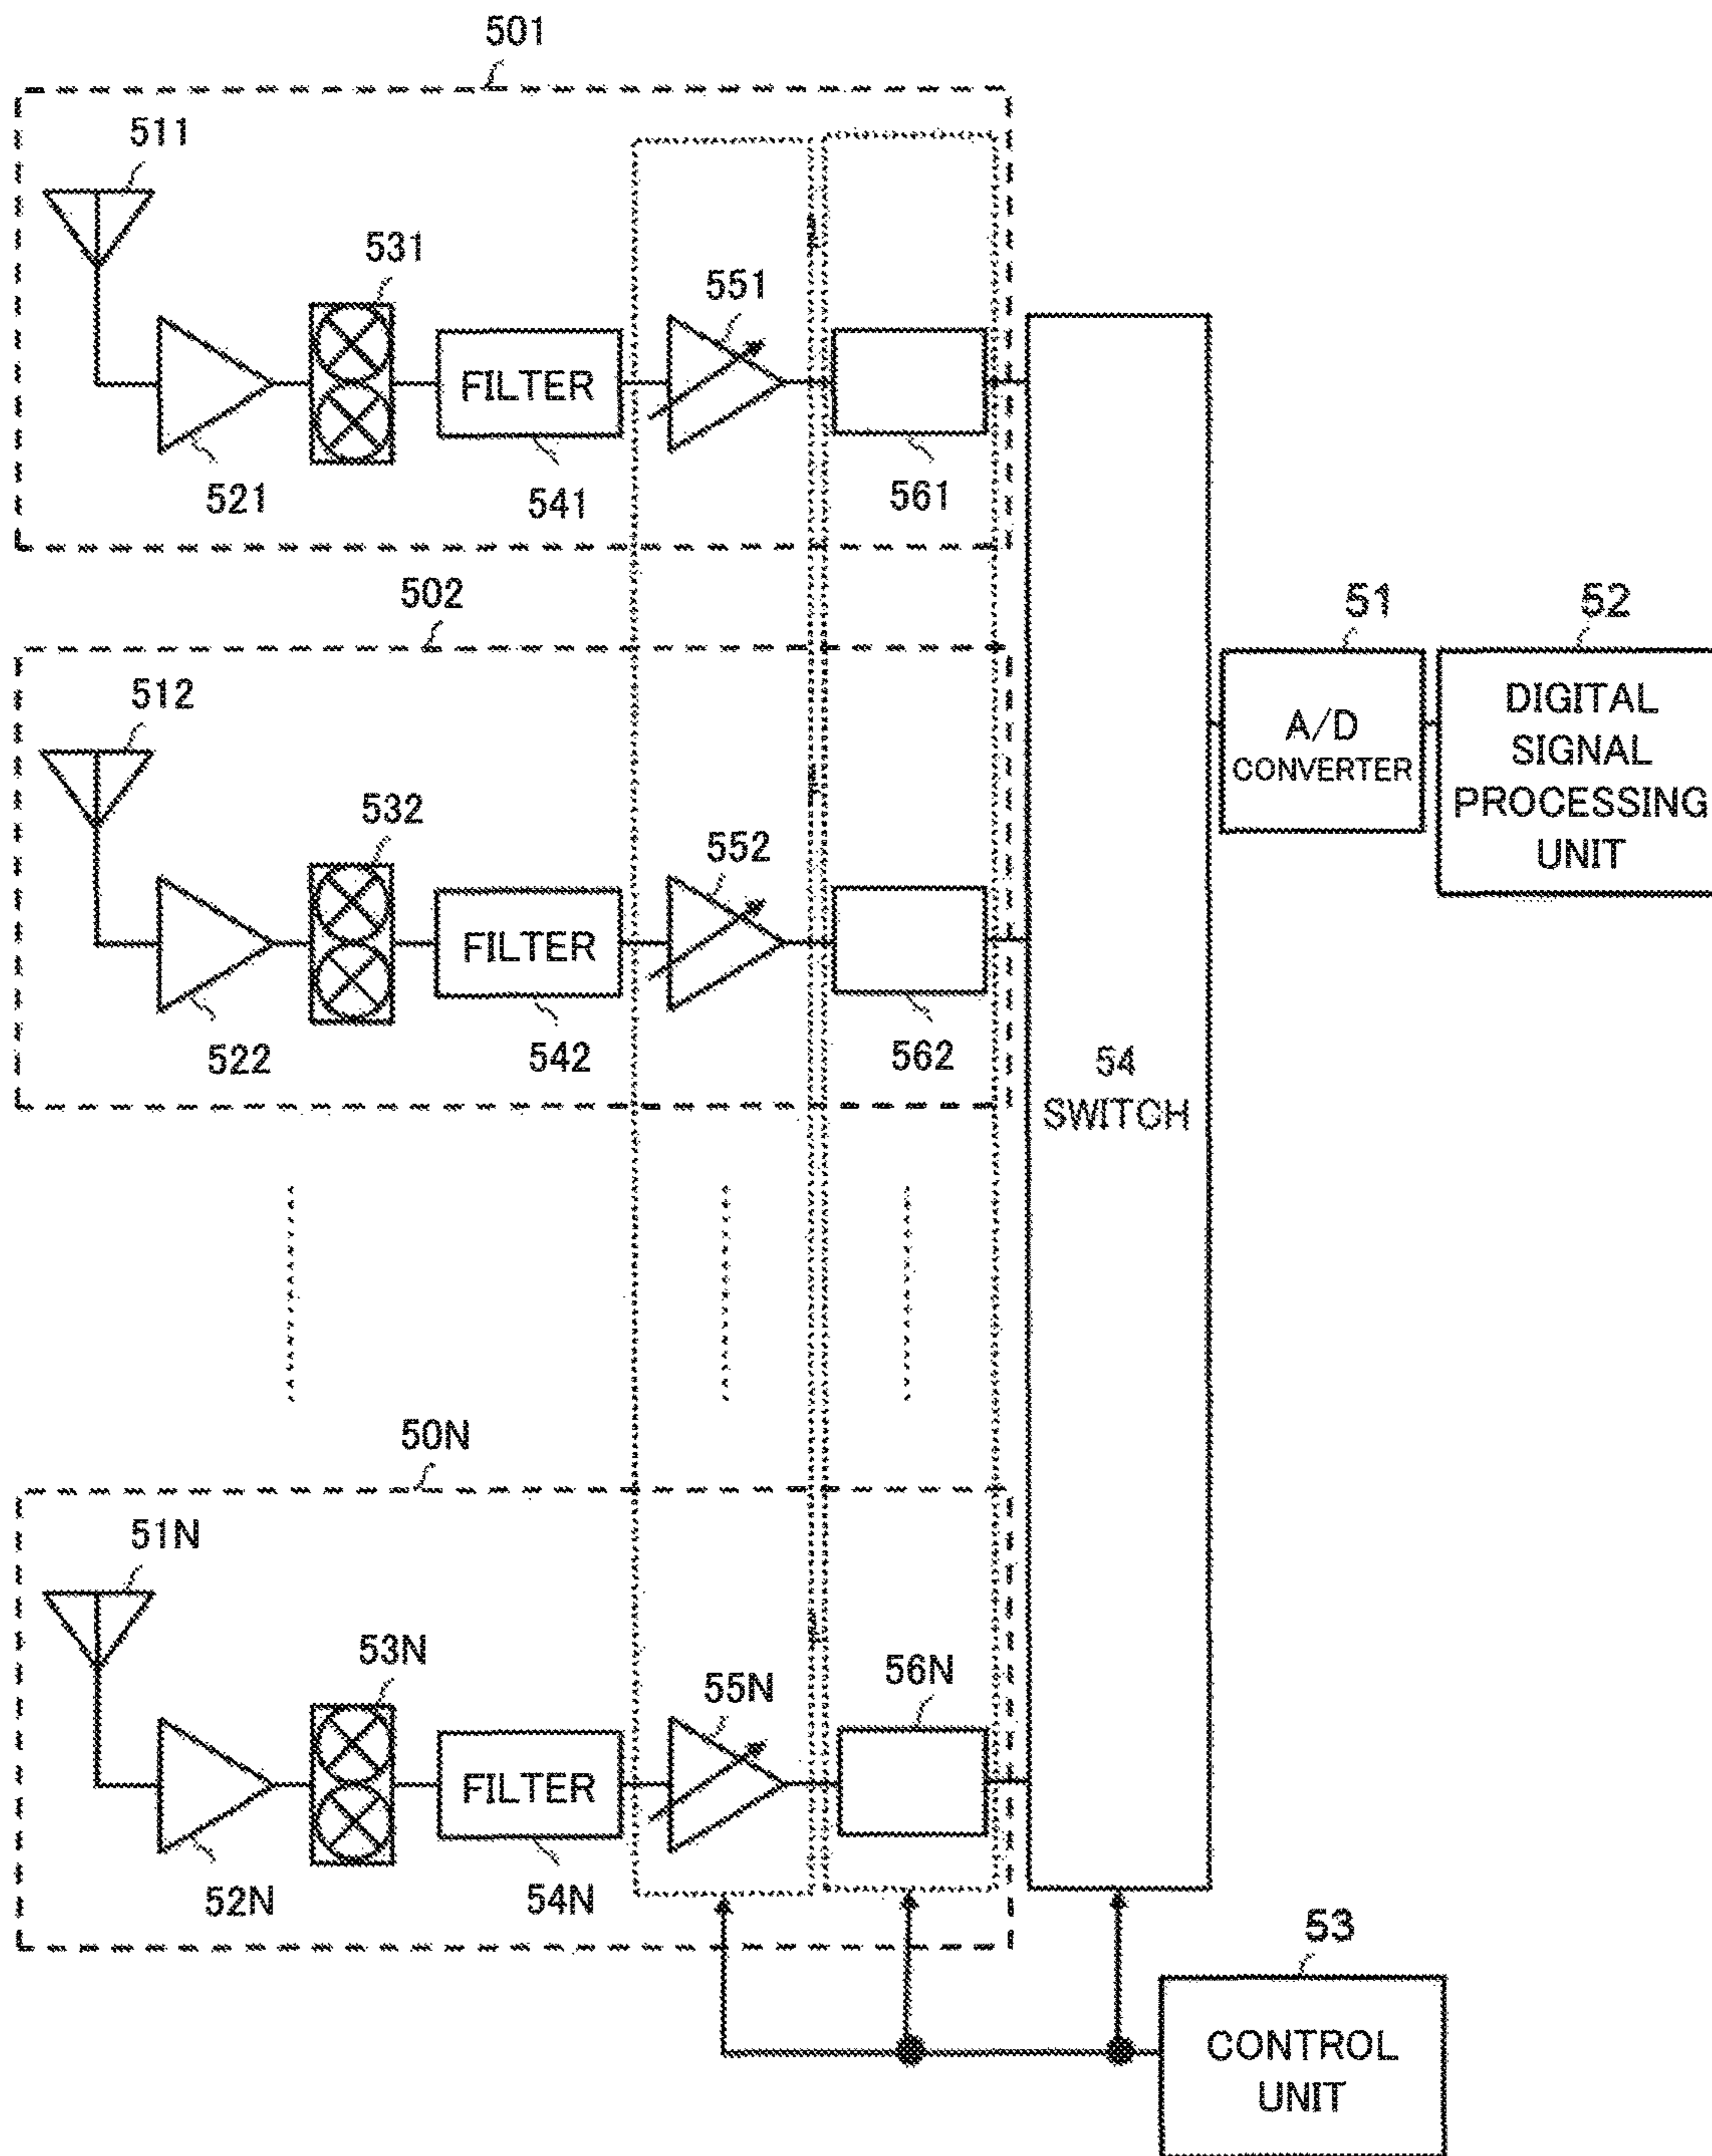 501
511
531
551
FILTER
521
541
561
502
51
52
512
A/D
CONVERTER
DIGITAL
SIGNAL
PROCESSING
UNIT
532
552
FILTER
522
542
562
54
SWITCH
50N
51N
53N
55N
56N
FILTER
52N
54N
53
CONTROL
UNIT